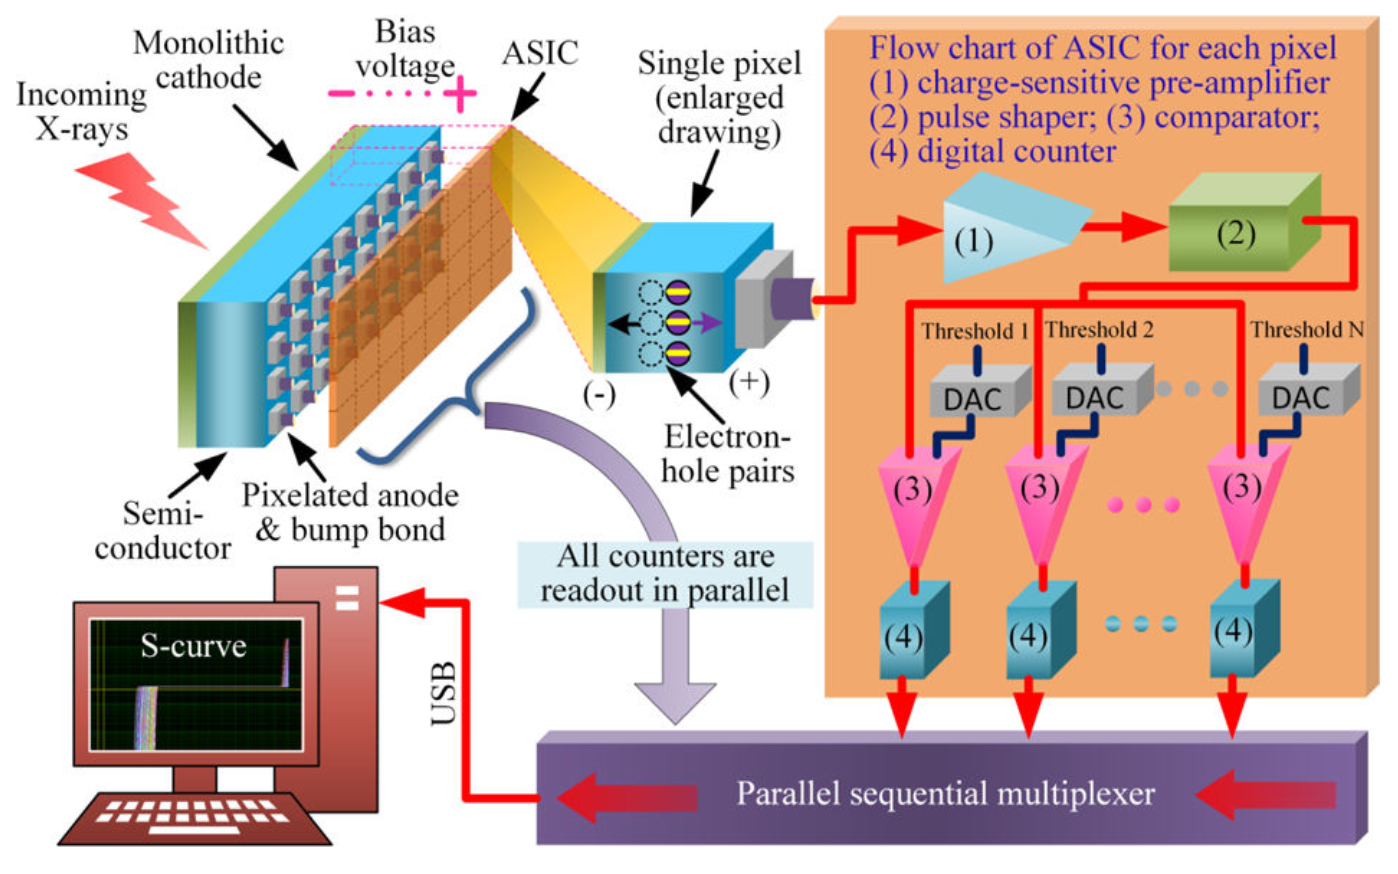 Incoming
X-rays
Monolithic
cathode
Bias
voltage
ASIC
Single pixel
(enlarged
drawing)
Flow chart of ASIC for each pixel
(1) charge-sensitive pre-amplifier
(2) pulse shaper; (3) comparator;
(4) digital counter
(1)
(2)
Threshold 1
Threshold 2
Threshold N
DAC
DAC
DAC
(-)
(+)
Electron-
hole pairs
(3)
(3)
(3)
Semi-
conductor
Pixelated anode
& bump bond
All counters are
readout in parallel
(4)
(4)
(4)
S-curve
USB
Parallel sequential multiplexer